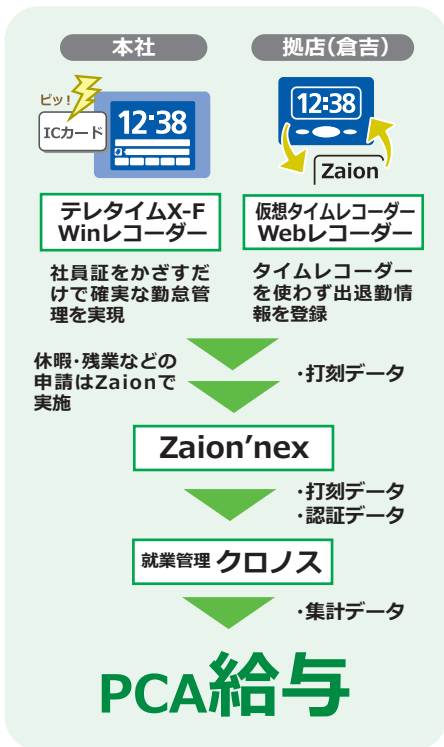 本社
拠店(倉吉)
ピッ!
ICカード
12:38
12:38
Zaion
テレタイムX-F
Winレコーダー
仮想タイムレコーダー
Webレコーダー
社員証をかざすだ
けで確実な勤怠管
理を実現
タイムレコーダー
を使わず出退勤情
報を登録
休暇・残業などの
申請はZaionで
実施
・打刻データ
Zaion’nex
・打刻データ
・認証データ
就業管理 クロノス
・集計データ
PCA給与